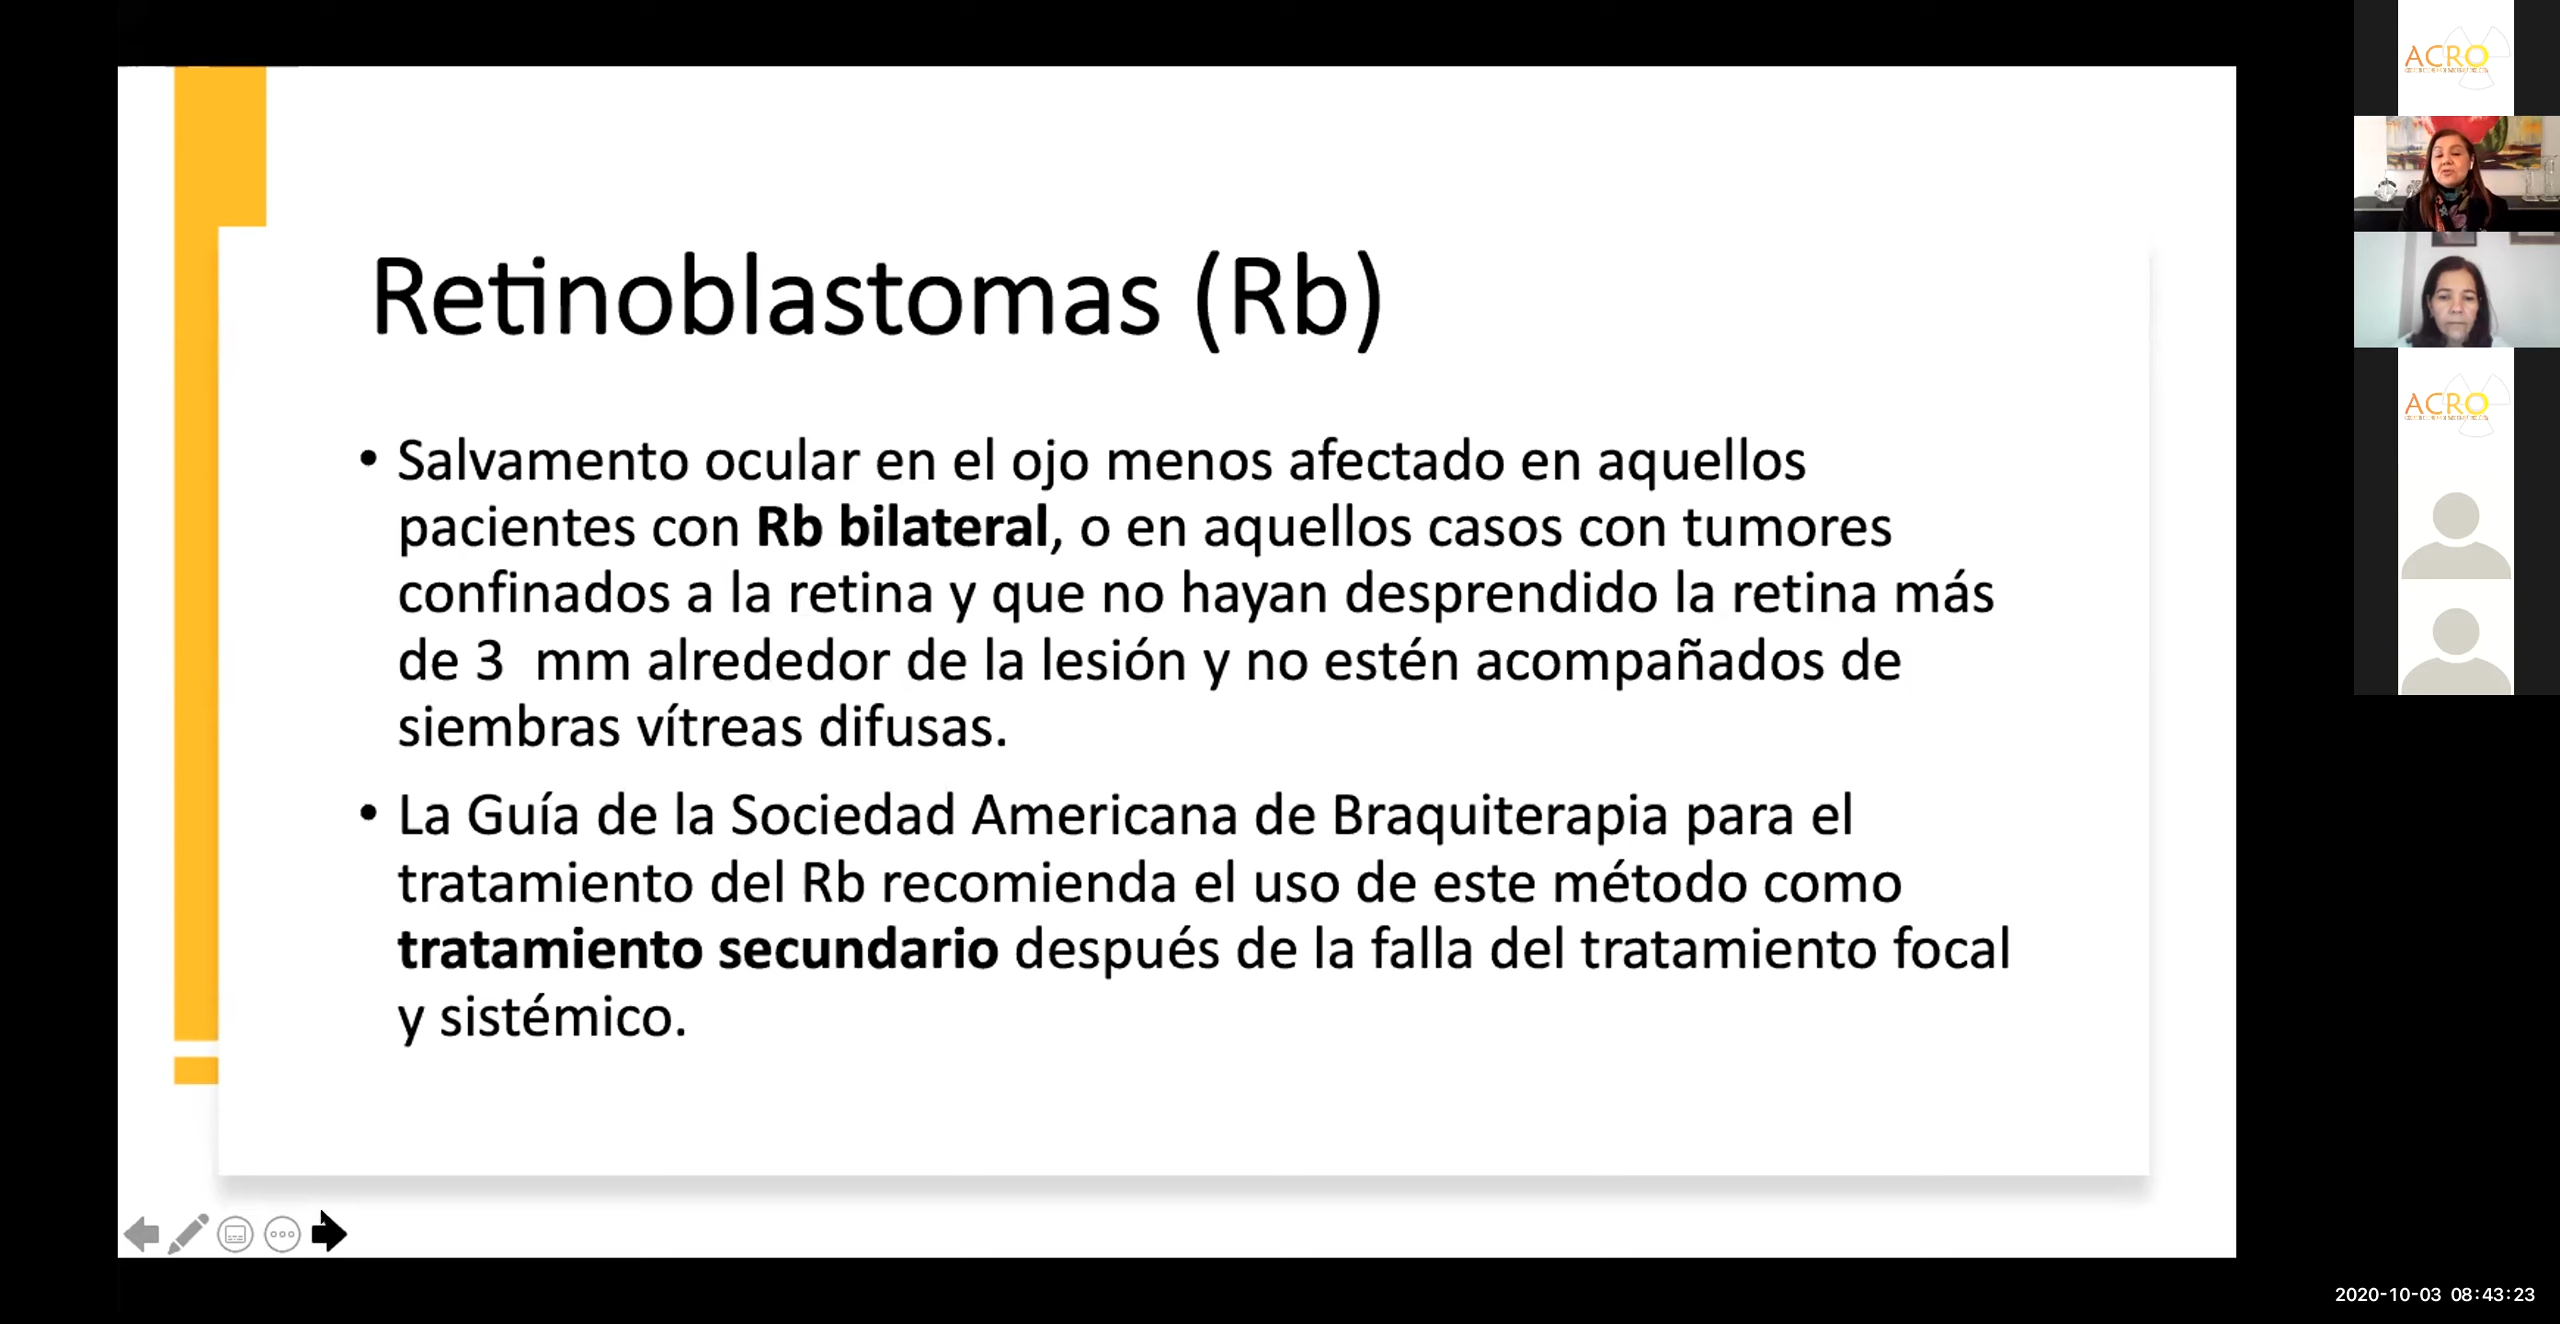 Retinoblastomas (Rb)
• Salvamento ocular en el ojo menos afectado en aquellos
pacientes con Rb bilateral, o en aquellos casos con tumores
confinados a la retina y que no hayan desprendido la retina más
de 3  mm alrededor de la lesión y no estén acompañados de
siembras vítreas difusas.
• La Guía de la Sociedad Americana de Braquiterapia para el
tratamiento del Rb recomienda el uso de este método como
tratamiento secundario después de la falla del tratamiento focal
y sistémico.
ACRO
ACRO
2020-10-03 08:43:23